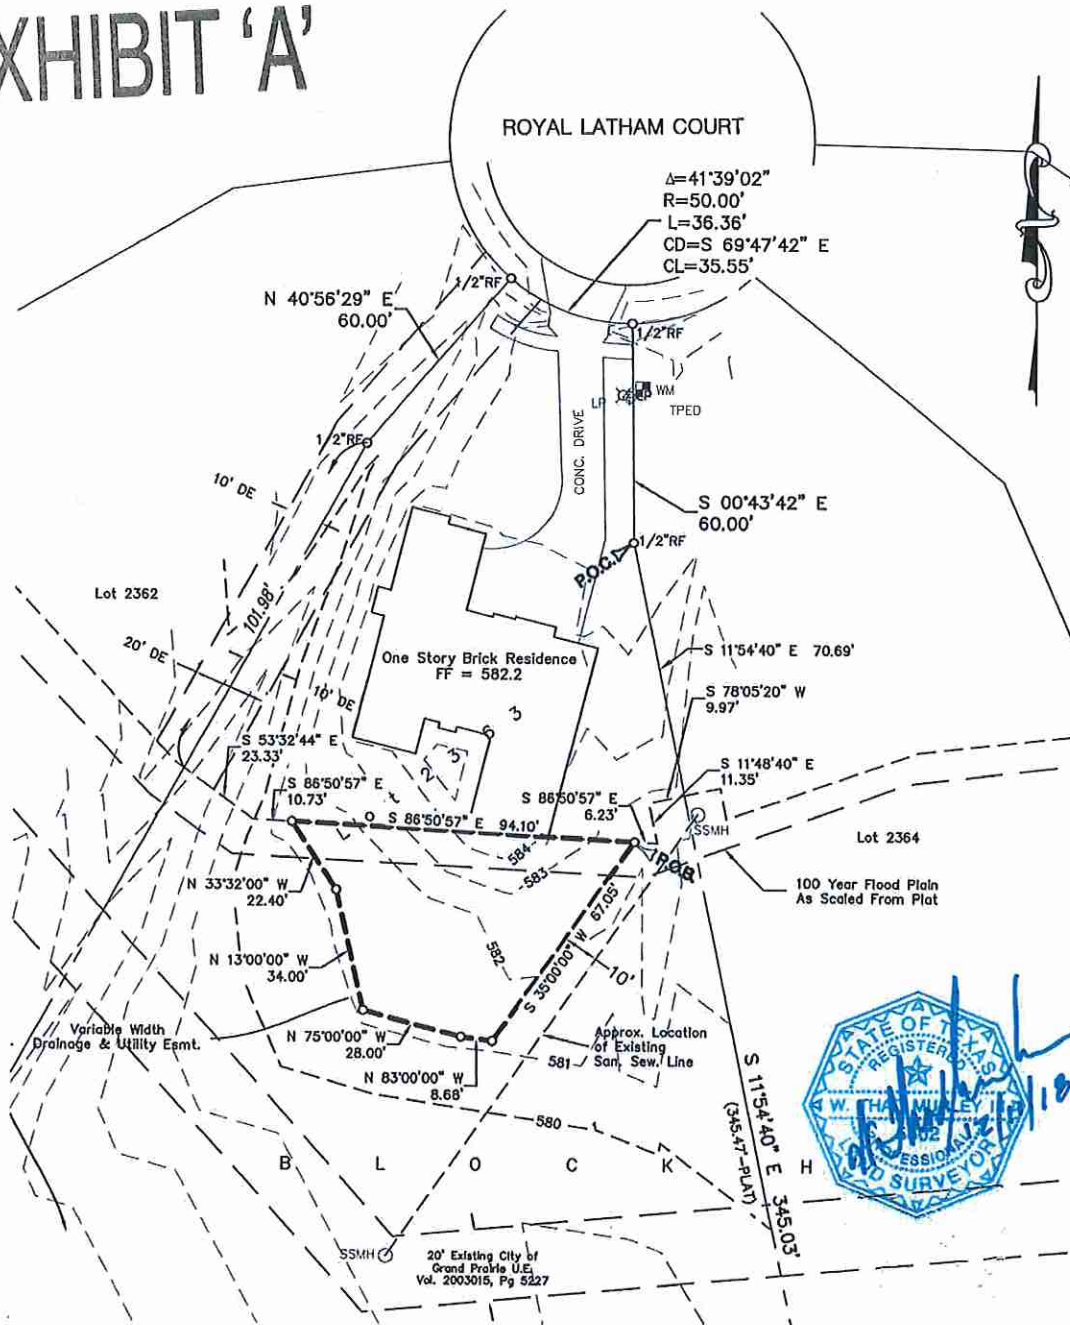 XHIBIT 'A'
ROYAL LATHAM COURT
Δ=41°39'02"
R=50.00'
L=36.36'
CD=S 69°47'42" E
CL=35.55'
1/2"RF
N 40°56'29" E
60.00'
1/2"RF
WM
LP
TPED
CONC. DRIVE
1/2"RF
10' DE
S 00°43'42" E
60.00'
1/2"RF
P.O.C.
Lot 2362
101.98'
20' DE
10' DE
One Story Brick Residence
FF = 582.2
S 11°54'40" E 70.69'
S 78°05'20" W
9.97'
S 53°32'44" E
23.33'
S 11°48'40" E
11.35'
S 86°50'57" E
10.73'
S 86°50'57" E
6.23'
S 86°50'57" E 94.10'
SSMH
Lot 2364
P.O.B.
584
583
582
100 Year Flood Plain
As Scaled From Plat
N 33°32'00" W
22.40'
S 35°00'00" W 67.05'
N 13°00'00" W
34.00'
10'
Variable Width
Drainage & Utility Esmt.
N 75°00'00" W
28.00'
Approx. Location
of Existing
San. Sew. Line
581
N 83°00'00" W
8.68'
580
S 11°54'40" E 345.03'
(345.47'-PLAT)
B L O C K H
SSMH
20' Existing City of
Grand Prairie U.E.
Vol. 2003015, Pg 5227
STATE OF TEXAS
REGISTERED
W. THAD MURLEY III
LAND SURVEYOR